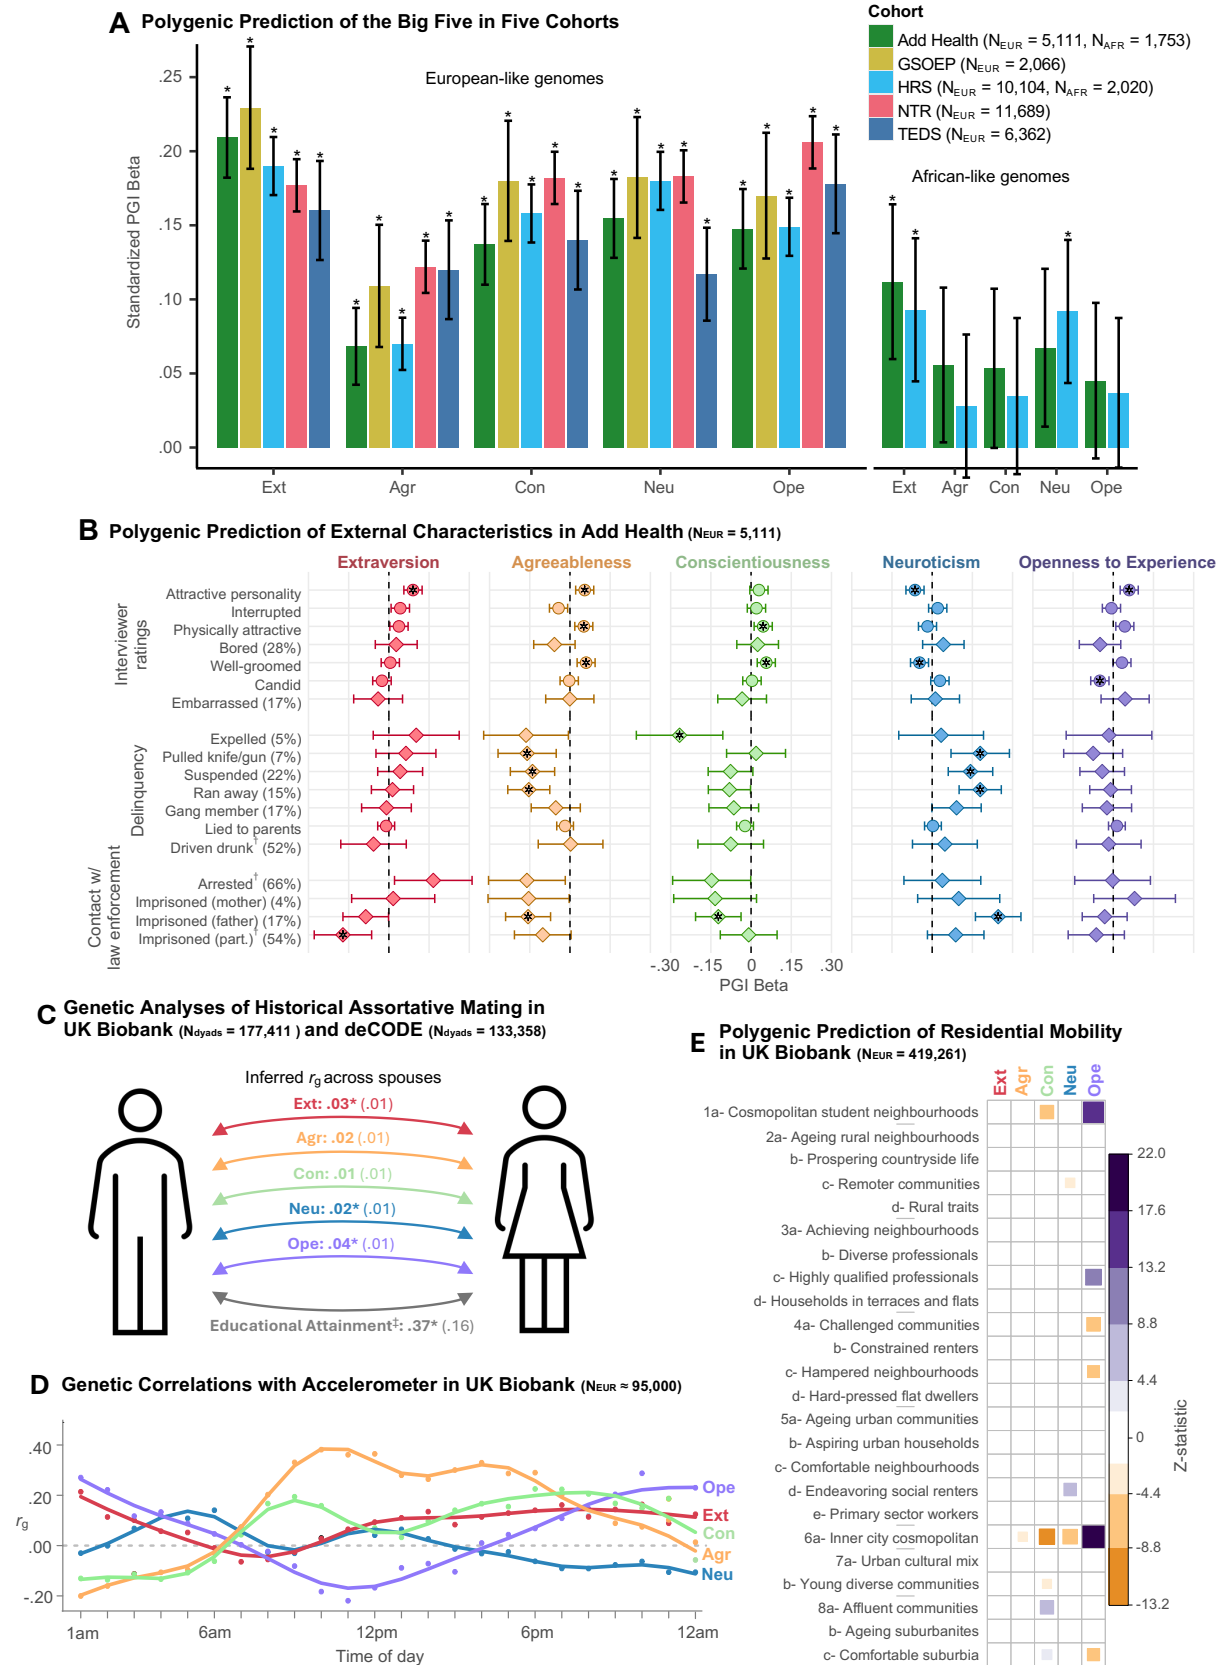 A Polygenic Prediction of the Big Five in Five Cohorts
Cohort
Add Health (NEUR = 5,111, NAFR = 1,753)
GSOEP (NEUR = 2,066)
HRS (NEUR = 10,104, NAFR = 2,020)
NTR (NEUR = 11,689)
TEDS (NEUR = 6,362)
European-like genomes
African-like genomes
Standardized PGI Beta
.25
.20
.15
.10
.05
.00
Ext Agr Con Neu Ope
Ext Agr Con Neu Ope
B Polygenic Prediction of External Characteristics in Add Health (NEUR = 5,111)
Extraversion Agreeableness Conscientiousness Neuroticism Openness to Experience
Interviewer
ratings
Attractive personality
Interrupted
Physically attractive
Bored (28%)
Well-groomed
Candid
Embarrassed (17%)
Delinquency
Expelled (5%)
Pulled knife/gun (7%)
Suspended (22%)
Ran away (15%)
Gang member (17%)
Lied to parents
Driven drunk† (52%)
Contact w/
law enforcement
Arrested† (66%)
Imprisoned (mother) (4%)
Imprisoned (father) (17%)
Imprisoned (part.)† (54%)
-.30 -.15 0 .15 .30
PGI Beta
C Genetic Analyses of Historical Assortative Mating in
UK Biobank (Ndyads = 177,411 ) and deCODE (Ndyads = 133,358)
Inferred rg across spouses
Ext: .03* (.01)
Agr: .02 (.01)
Con: .01 (.01)
Neu: .02* (.01)
Ope: .04* (.01)
Educational Attainment‡: .37* (.16)
D Genetic Correlations with Accelerometer in UK Biobank (NEUR ≈ 95,000)
rg
.40
.20
.00
-.20
Ope
Ext
Con
Agr
Neu
1am 6am 12pm 6pm 12am
Time of day
E Polygenic Prediction of Residential Mobility
in UK Biobank (NEUR = 419,261)
Ext Agr Con Neu Ope
1a- Cosmopolitan student neighbourhoods
2a- Ageing rural neighbourhoods
b- Prospering countryside life
c- Remoter communities
d- Rural traits
3a- Achieving neighbourhoods
b- Diverse professionals
c- Highly qualified professionals
d- Households in terraces and flats
4a- Challenged communities
b- Constrained renters
c- Hampered neighbourhoods
d- Hard-pressed flat dwellers
5a- Ageing urban communities
b- Aspiring urban households
c- Comfortable neighbourhoods
d- Endeavoring social renters
e- Primary sector workers
6a- Inner city cosmopolitan
7a- Urban cultural mix
b- Young diverse communities
8a- Affluent communities
b- Ageing suburbanites
c- Comfortable suburbia
22.0
17.6
13.2
8.8
4.4
0
-4.4
-8.8
-13.2
Z-statistic